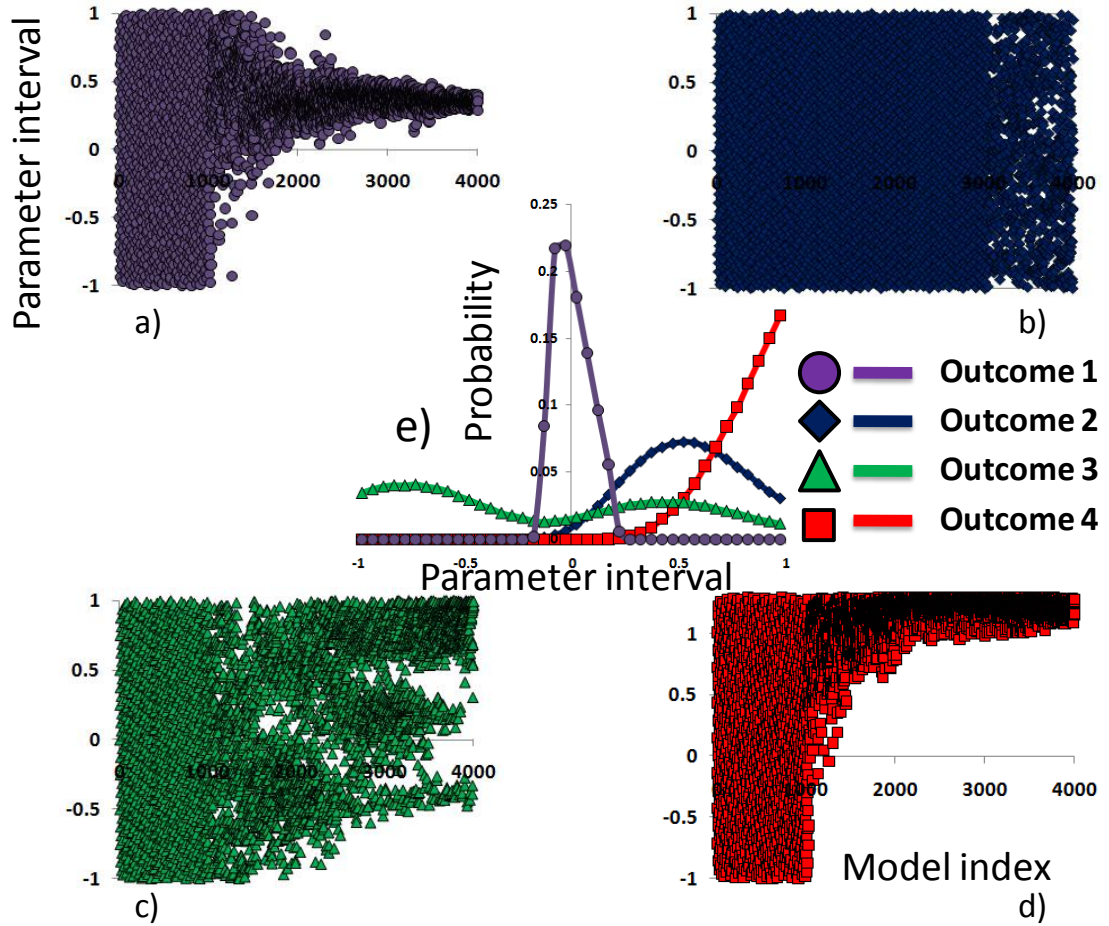 Parameter interval
1
0.5
0
-0.5
-1
0 1000 2000 3000 4000
a)
1
0.5
0
-0.5
-1
0 1000 2000 3000 4000
b)
Probability
0.25
0.2
0.15
0.1
0.05
0
-1 -0.5 0 0.5 1
Parameter interval
e)
Outcome 1
Outcome 2
Outcome 3
Outcome 4
1
0.5
0
-0.5
-1
0 1000 2000 3000 4000
c)
1
0.5
0
-0.5
-1
0 1000 2000 3000 4000
Model index
d)